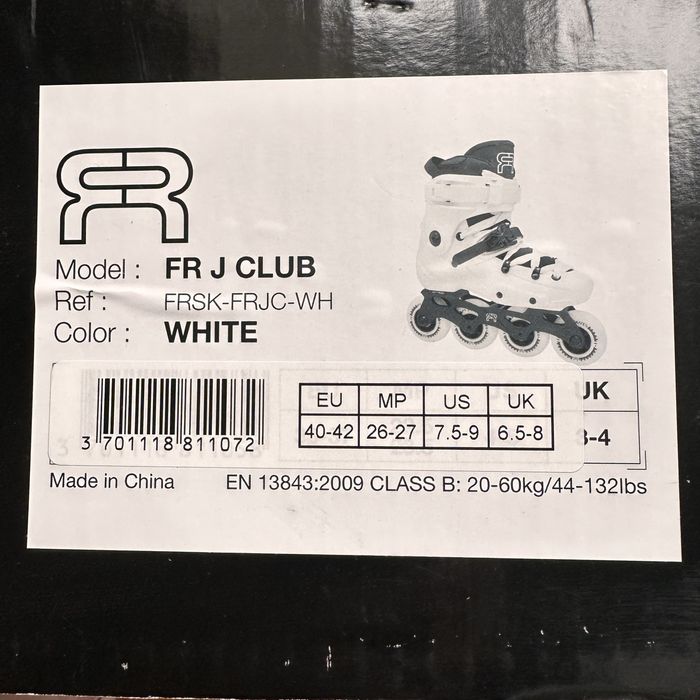 FR
Model : FR J CLUB
Ref : FRSK-FRJC-WH
Color : WHITE
3 701118 811072
EU MP US UK
40-42 26-27 7.5-9 6.5-8
UK
3-4
Made in China EN 13843:2009 CLASS B: 20-60kg/44-132lbs